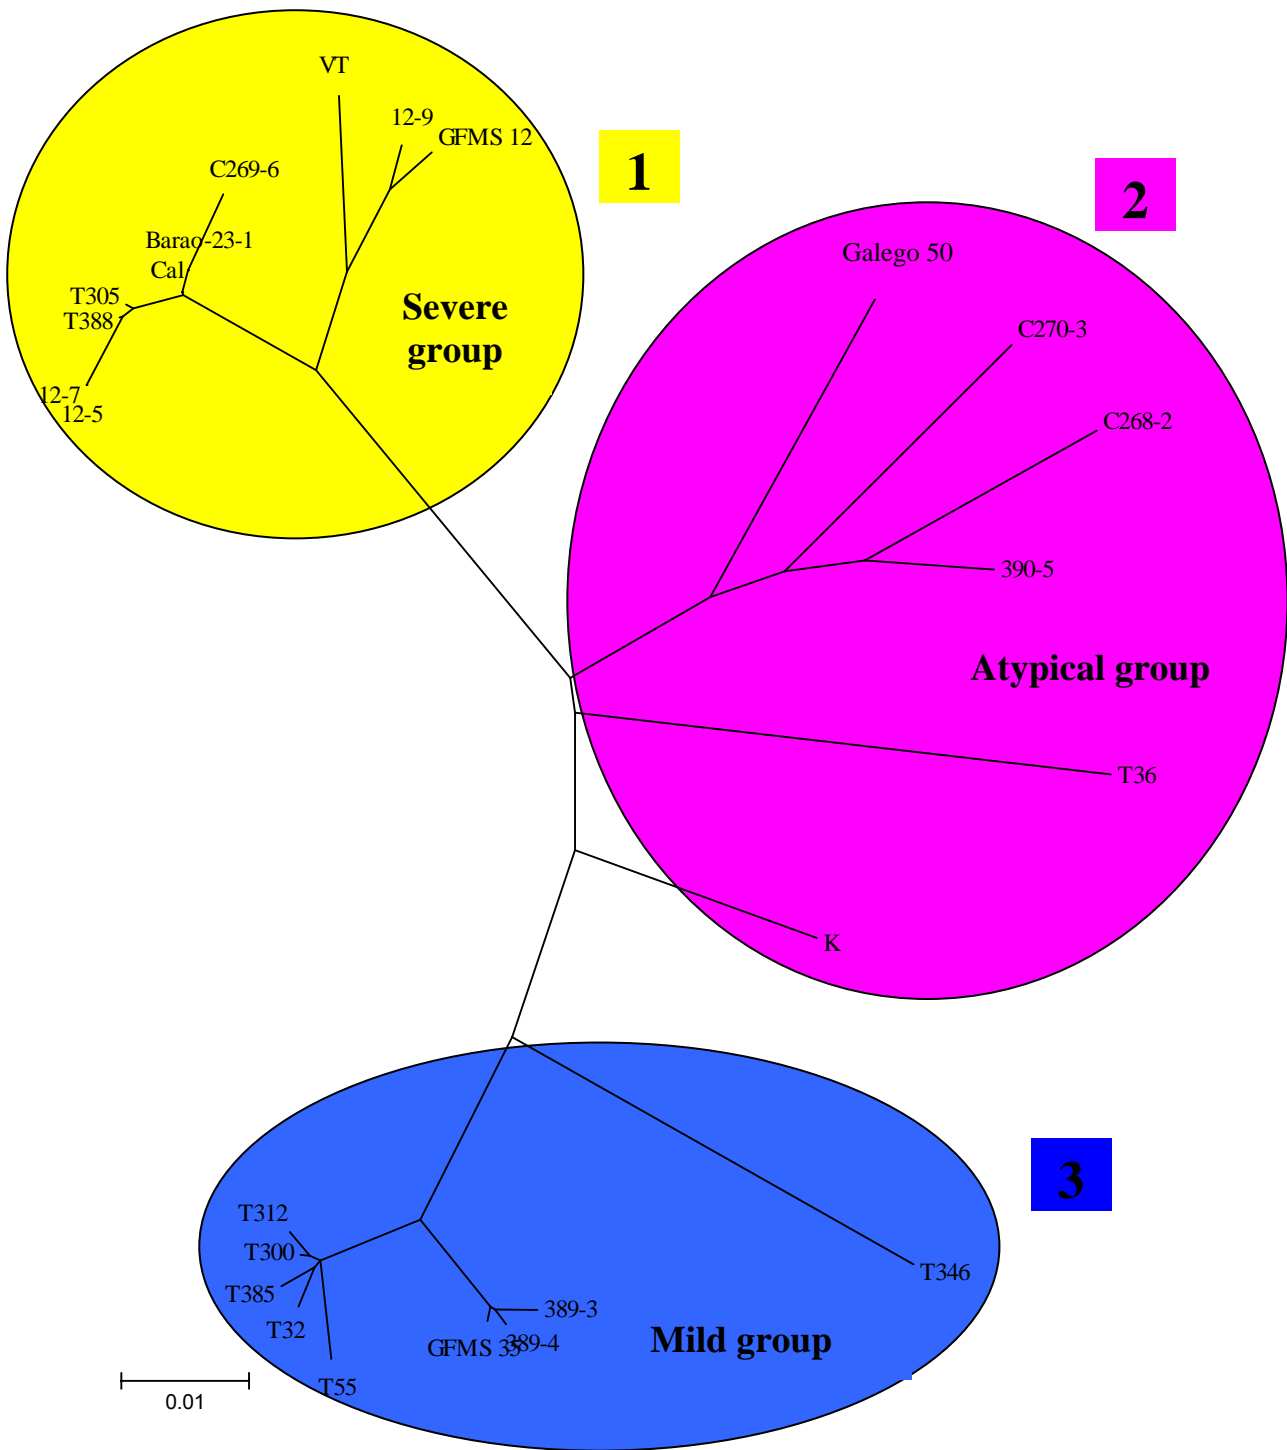 VT
12-9
GFMS 12
C269-6
Barao-23-1
Cal
T305
T388
12-7
12-5
Severe
group
1
2
Galego 50
C270-3
C268-2
390-5
Atypical group
T36
K
3
T312
T300
T385
T32
T55
GFMS 35
389-4
389-3
T346
Mild group
0.01